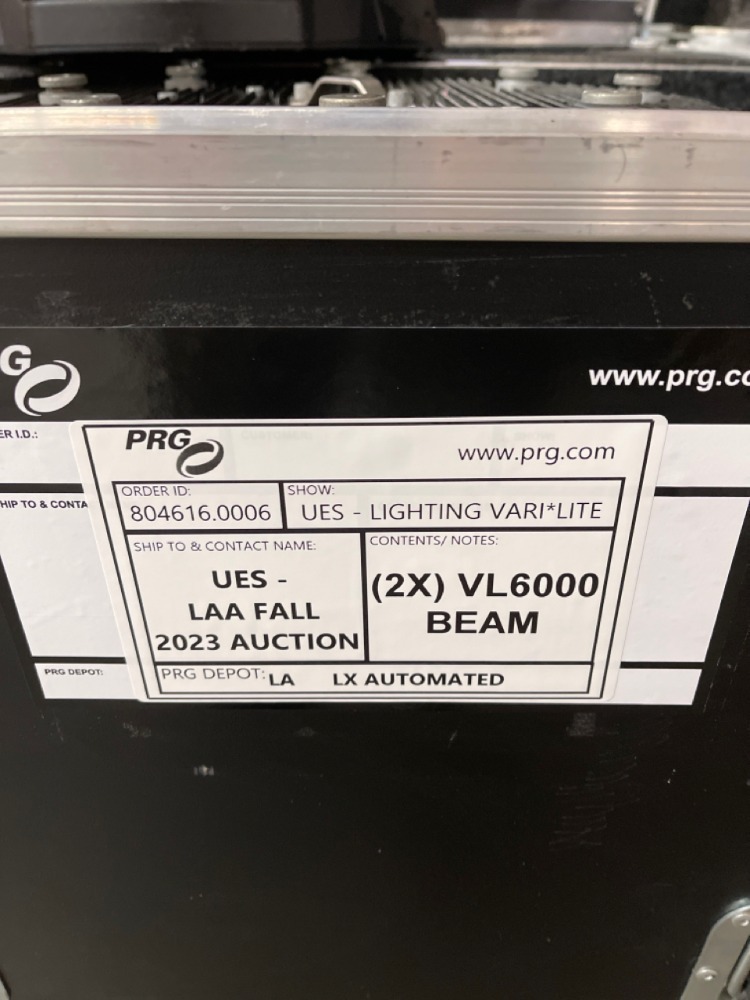 G
www.prg.co
ER I.D.:
HIP TO & CONTA
PRG DEPOT:
PRG
www.prg.com
ORDER ID:
804616.0006
SHOW:
UES - LIGHTING VARI*LITE
SHIP TO & CONTACT NAME:
UES -
LAA FALL
2023 AUCTION
CONTENTS/ NOTES:
(2X) VL6000
BEAM
PRG DEPOT: LA LX AUTOMATED